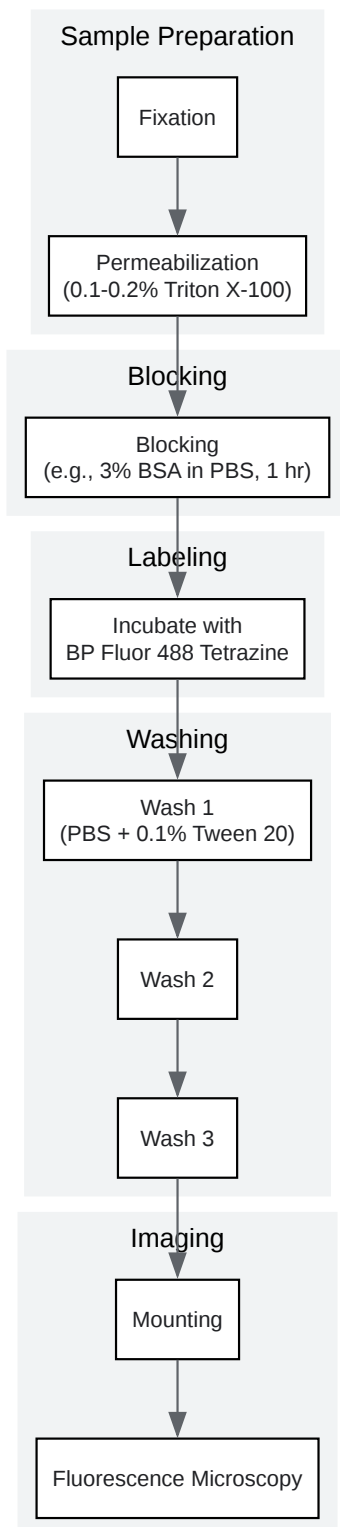 Sample Preparation
Fixation
Permeabilization
(0.1-0.2% Triton X-100)
Blocking
Blocking
(e.g., 3% BSA in PBS, 1 hr)
Labeling
Incubate with
BP Fluor 488 Tetrazine
Washing
Wash 1
(PBS + 0.1% Tween 20)
Wash 2
Wash 3
Imaging
Mounting
Fluorescence Microscopy